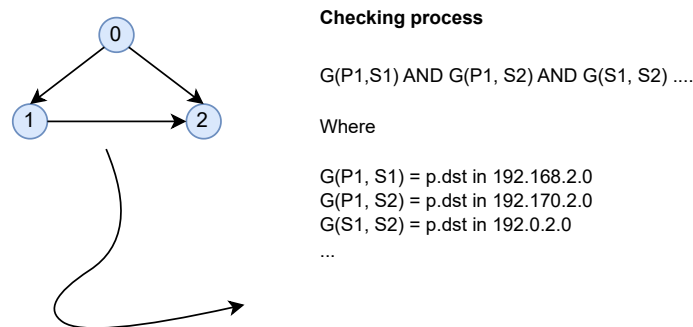 0
1
2
Checking process
G(P1,S1) AND G(P1, S2) AND G(S1, S2) ....
Where
G(P1, S1) = p.dst in 192.168.2.0
G(P1, S2) = p.dst in 192.170.2.0
G(S1, S2) = p.dst in 192.0.2.0
...